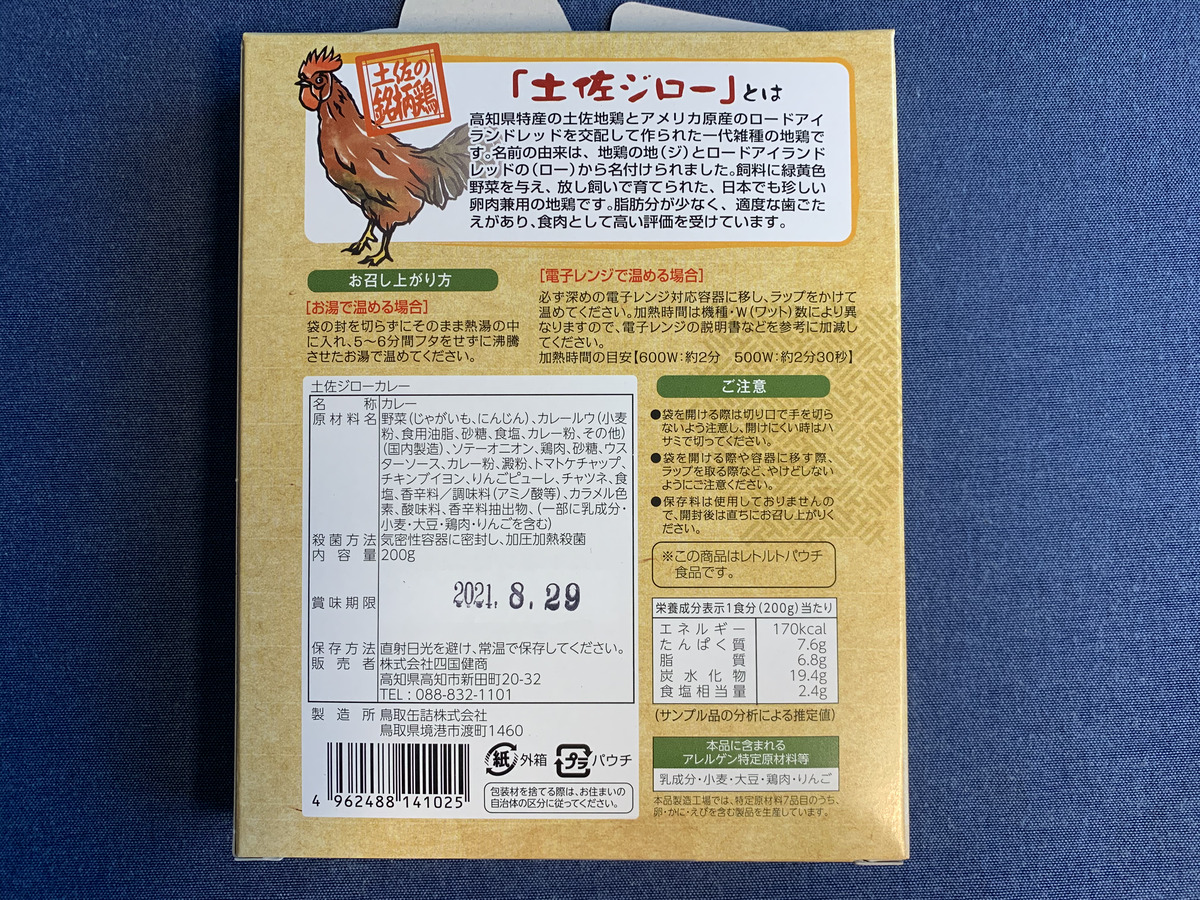 土佐の
銘柄鶏
「土佐ジロー」とは
高知県特産の土佐地鶏とアメリカ原産のロードアイ
ランドレッドを交配して作られた一代雑種の地鶏で
す。名前の由来は、地鶏の地(ジ)とロードアイランド
レッドの(ロー)から名付けられました。飼料に緑黄色
野菜を与え、放し飼いで育てられた、日本でも珍しい
卵肉兼用の地鶏です。脂肪分が少なく、適度な歯ごた
えがあり、食肉として高い評価を受けています。
お召し上がり方
[お湯で温める場合]
袋の封を切らずにそのまま熱湯の中
に入れ、5〜6分間フタをせずに沸騰
させたお湯で温めてください。
[電子レンジで温める場合]
必ず深めの電子レンジ対応容器に移し、ラップをかけて
温めてください。加熱時間は機種・W(ワット)数により異
なりますので、電子レンジの説明書などを参考に加減し
てください。
加熱時間の目安【600W:約2分 500W:約2分30秒】
土佐ジローカレー
名称 カレー
原材料名 野菜(じゃがいも、にんじん)、カレールウ(小麦
粉、食用油脂、砂糖、食塩、カレー粉、その他)
(国内製造)、ソテーオニオン、鶏肉、砂糖、ウス
ターソース、カレー粉、澱粉、トマトケチャップ、
チキンブイヨン、りんごピューレ、チャツネ、食
塩、香辛料/調味料(アミノ酸等)、カラメル色
素、酸味料、香辛料抽出物、(一部に乳成分・
小麦・大豆・鶏肉・りんごを含む)
殺菌方法 気密性容器に密封し、加圧加熱殺菌
内容量 200g
賞味期限 2021. 8. 29
保存方法 直射日光を避け、常温で保存してください。
販売者 株式会社四国健商
高知県高知市新田町20-32
TEL:088-832-1101
製造所 鳥取缶詰株式会社
鳥取県境港市渡町1460
4 962488 141025
紙 外箱 プラ パウチ
包装材を捨てる際は、お住まいの
自治体の区分に従ってください。
ご注意
●袋を開ける際は切り口で手を切ら
ないよう注意し、開けにくい時はハ
サミで切ってください。
●袋を開ける際や容器に移す際、
ラップを取る際など、やけどしない
ようにご注意ください。
●保存料は使用しておりませんの
で、開封後は直ちにお召し上がりく
ださい。
※この商品はレトルトパウチ
食品です。
栄養成分表示1食分(200g)当たり
エネルギー 170kcal
たんぱく質 7.6g
脂質 6.8g
炭水化物 19.4g
食塩相当量 2.4g
(サンプル品の分析による推定値)
本品に含まれる
アレルゲン特定原材料等
乳成分・小麦・大豆・鶏肉・りんご
本品製造工場では、特定原材料7品目のうち、
卵・かに・えびを含む製品を生産しています。